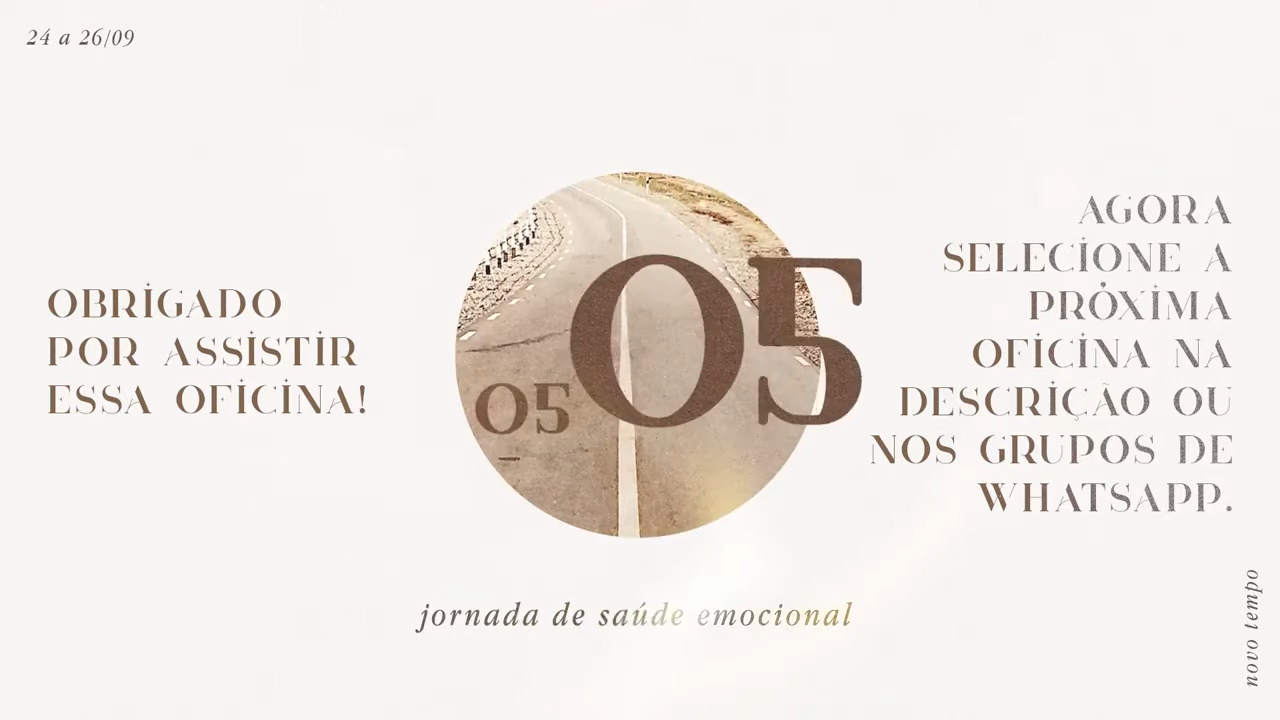 24 a 26/09
OBRIGADO
POR ASSISTIR
ESSA OFICINA!
05
05
AGORA
SELECIONE A
PRÓXIMA
OFICINA NA
DESCRIÇÃO OU
NOS GRUPOS DE
WHATSAPP.
jornada de saúde emocional
novo tempo